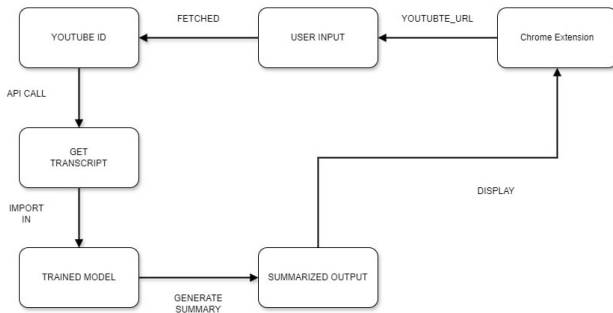 FETCHED
YOUTUBTE_URL
YOUTUBE ID
USER INPUT
Chrome Extension
API CALL
GET
TRANSCRIPT
IMPORT
IN
DISPLAY
TRAINED MODEL
SUMMARIZED OUTPUT
GENERATE
SUMMARY